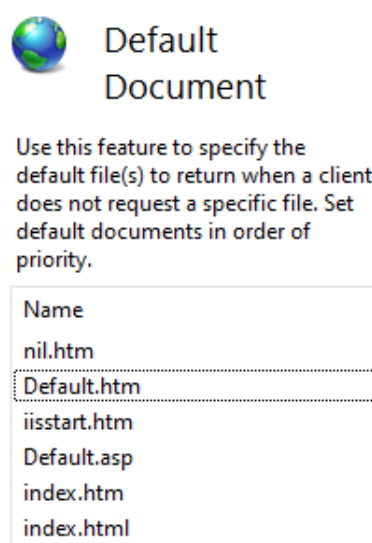 Default
Document
Use this feature to specify the
default file(s) to return when a client
does not request a specific file. Set
default documents in order of
priority.
Name
nil.htm
Default.htm
iisstart.htm
Default.asp
index.htm
index.html